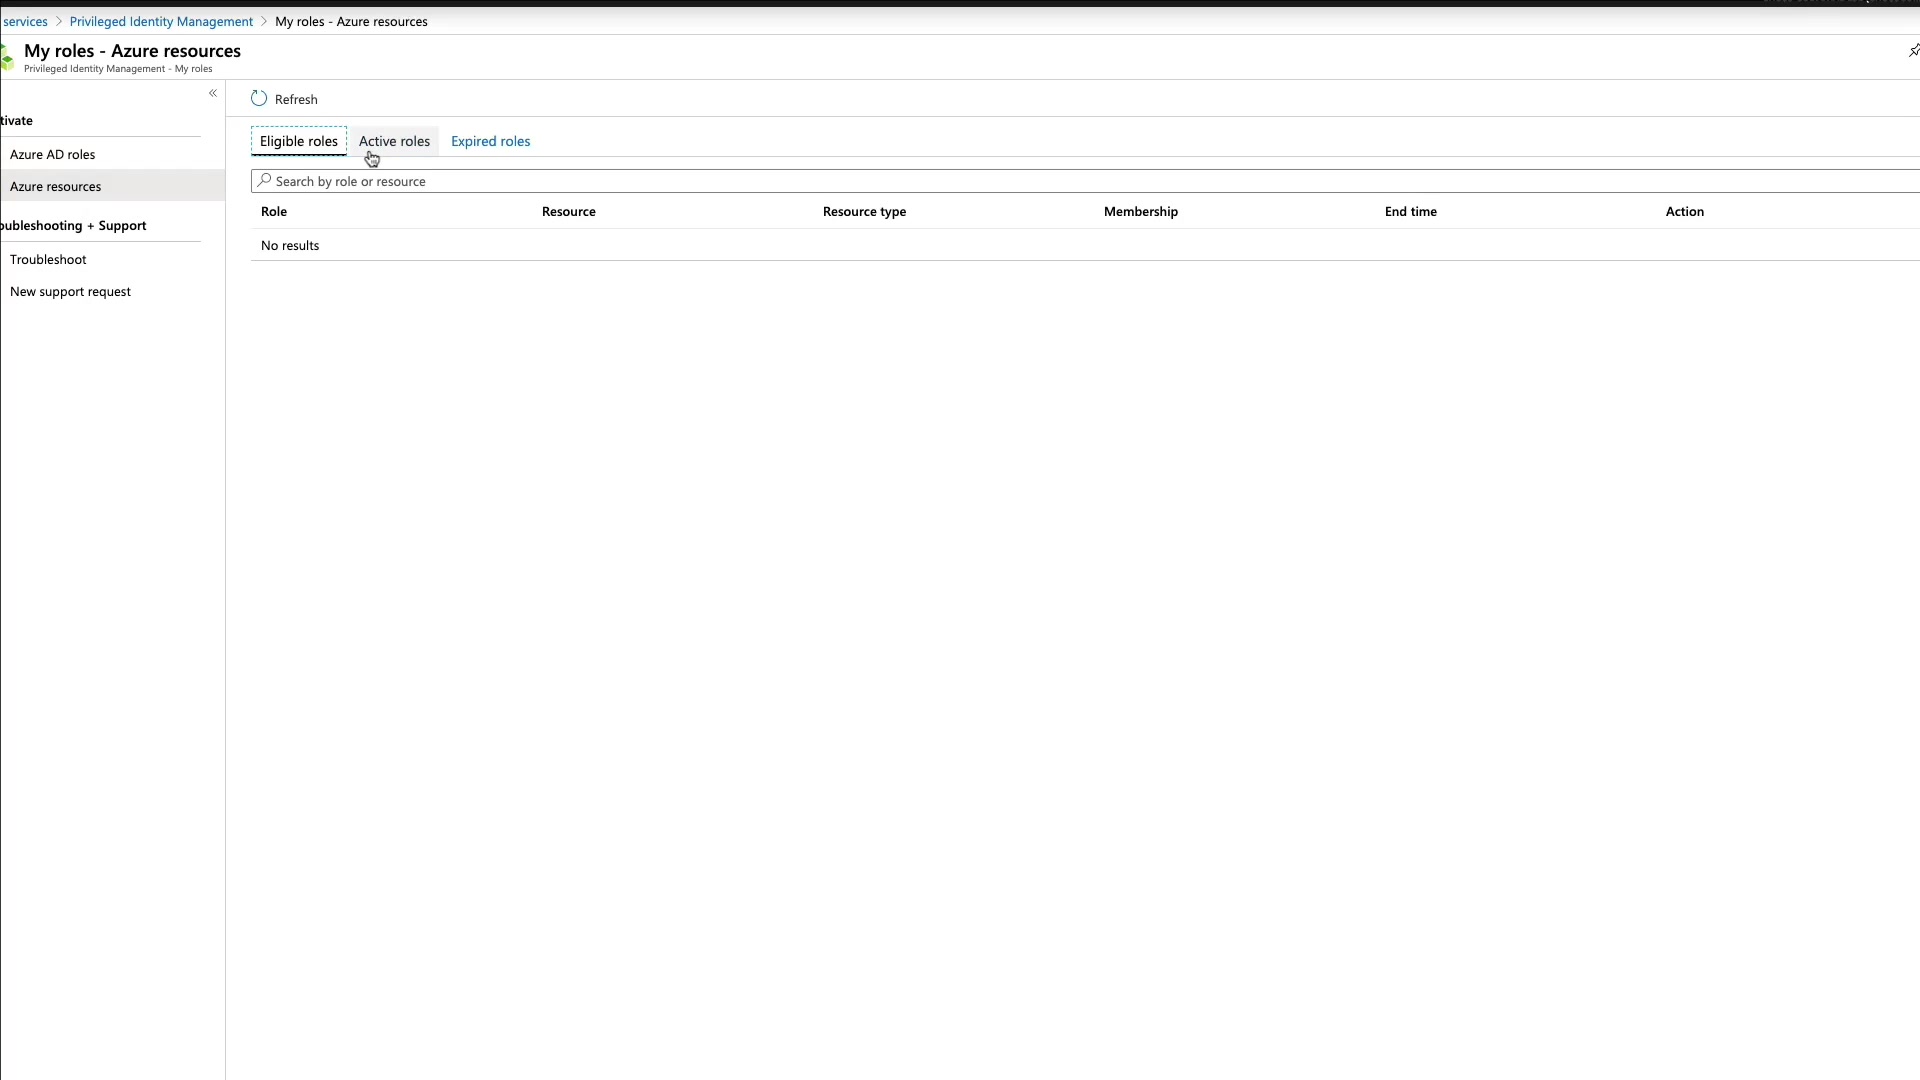 services > Privileged Identity Management > My roles - Azure resources
My roles - Azure resources
Privileged Identity Management - My roles
«
Refresh
tivate
Eligible roles Active roles Expired roles
Azure AD roles
Search by role or resource
Azure resources
Role Resource Resource type Membership End time Action
oubleshooting + Support
No results
Troubleshoot
New support request